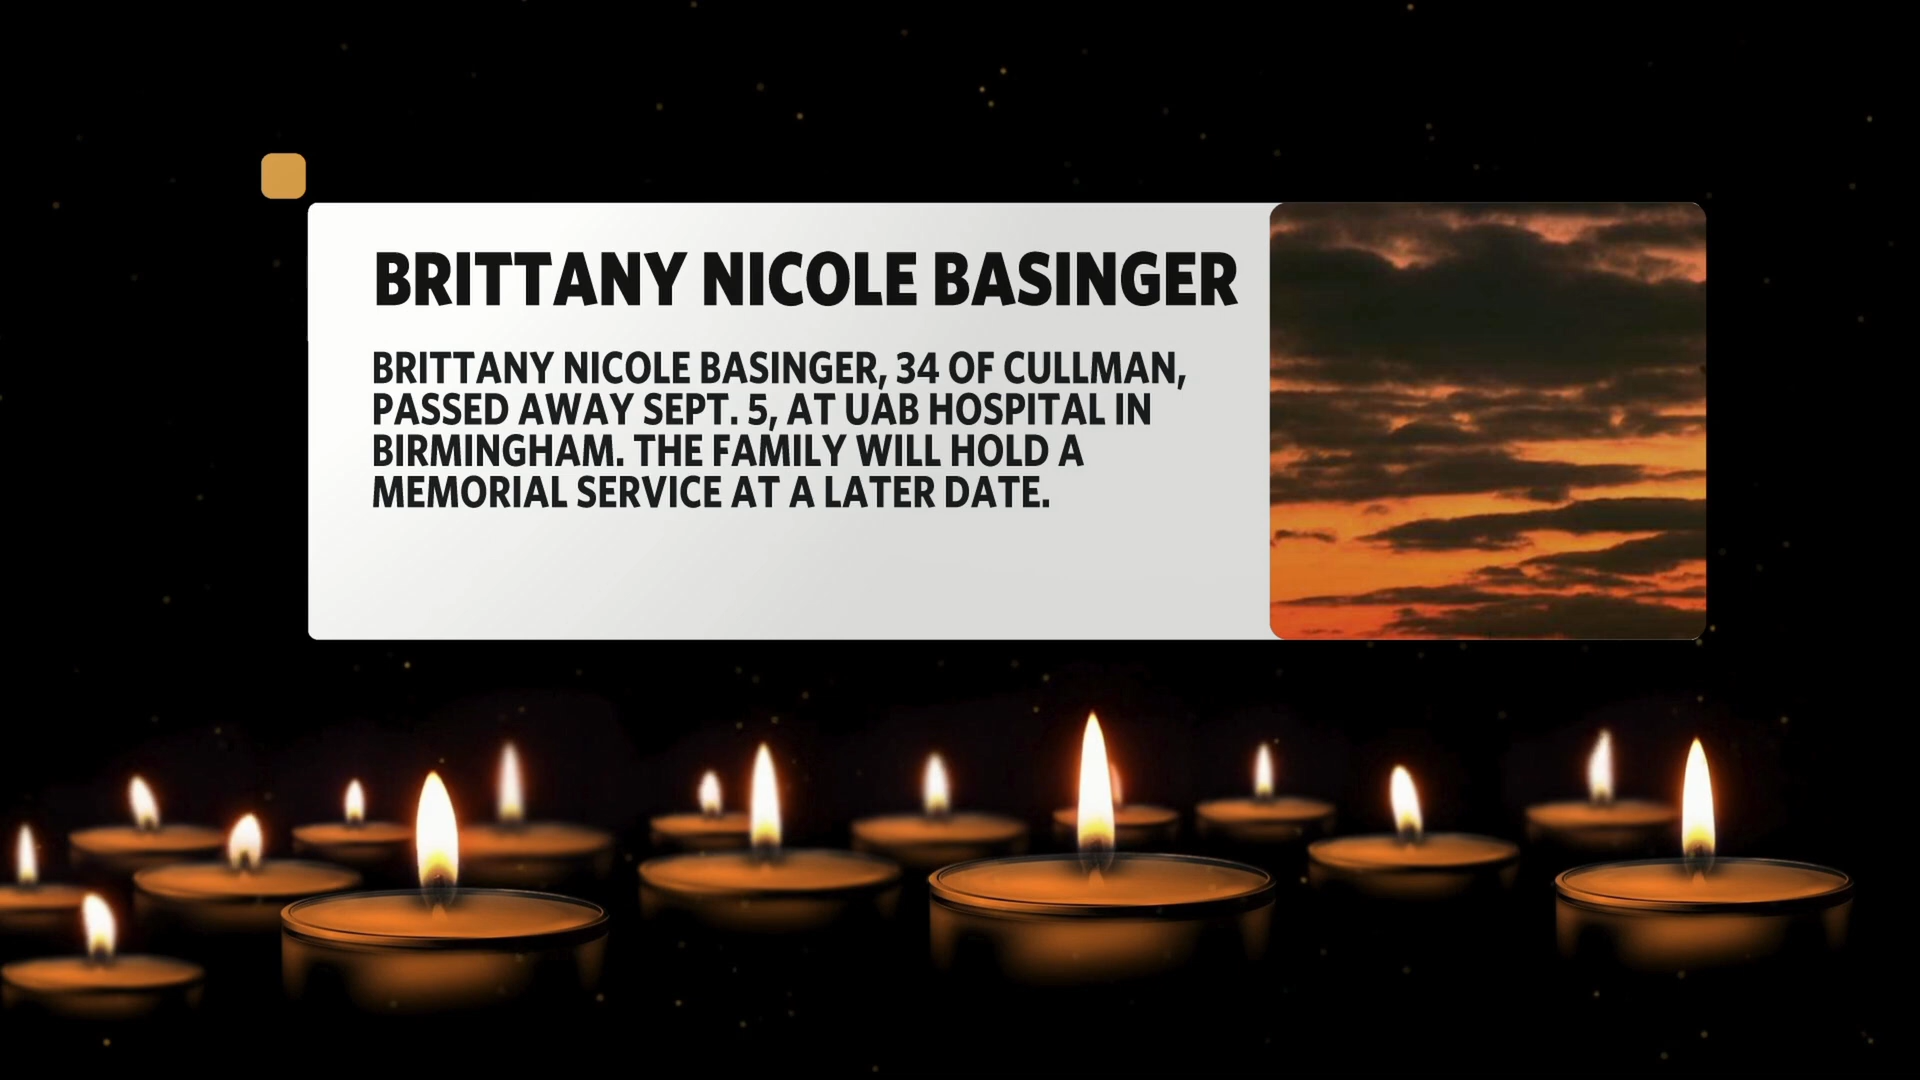 BRITTANY NICOLE BASINGER
BRITTANY NICOLE BASINGER, 34 OF CULLMAN,
PASSED AWAY SEPT. 5, AT UAB HOSPITAL IN
BIRMINGHAM. THE FAMILY WILL HOLD A
MEMORIAL SERVICE AT A LATER DATE.